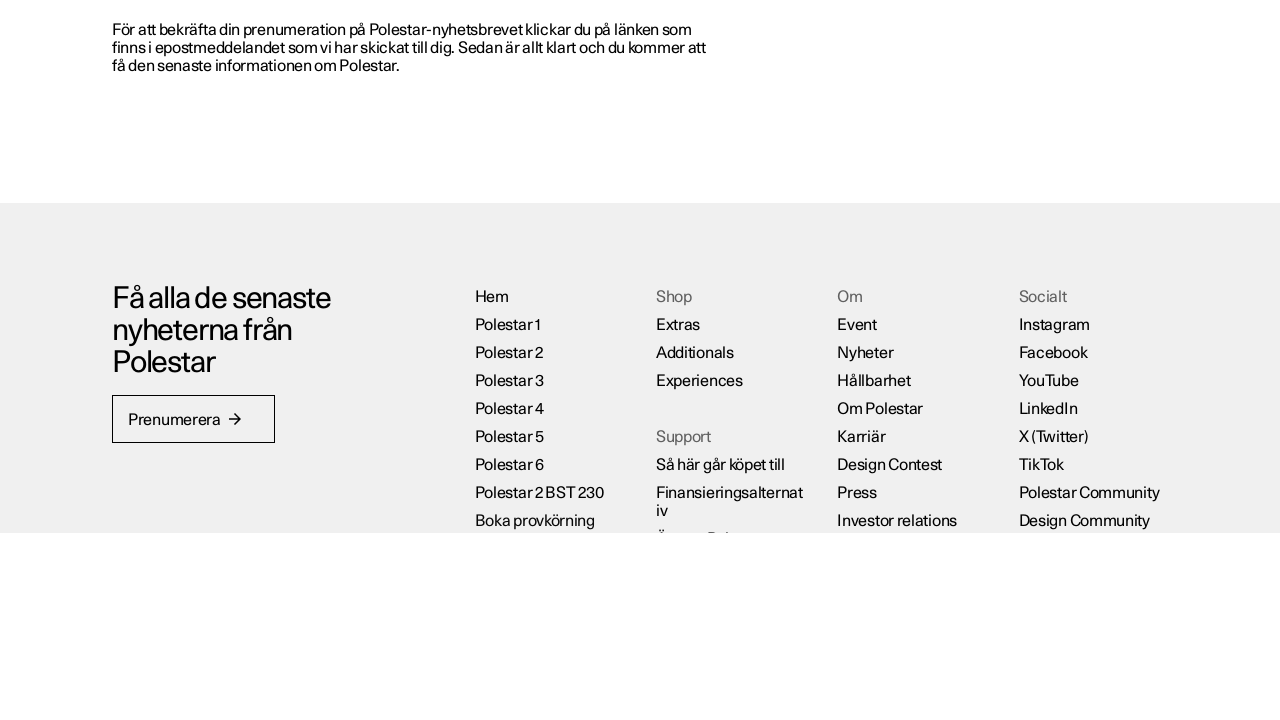 För att bekräfta din prenumeration på Polestar-nyhetsbrevet klickar du på länken som
finns i epostmeddelandet som vi har skickat till dig. Sedan är allt klart och du kommer att
få den senaste informationen om Polestar.
Få alla de senaste
nyheterna från
Polestar
Prenumerera →
Hem
Polestar 1
Polestar 2
Polestar 3
Polestar 4
Polestar 5
Polestar 6
Polestar 2 BST 230
Boka provkörning
Shop
Extras
Additionals
Experiences
Support
Så här går köpet till
Finansieringsalternat
iv
Om
Event
Nyheter
Hållbarhet
Om Polestar
Karriär
Design Contest
Press
Investor relations
Socialt
Instagram
Facebook
YouTube
LinkedIn
X (Twitter)
TikTok
Polestar Community
Design Community